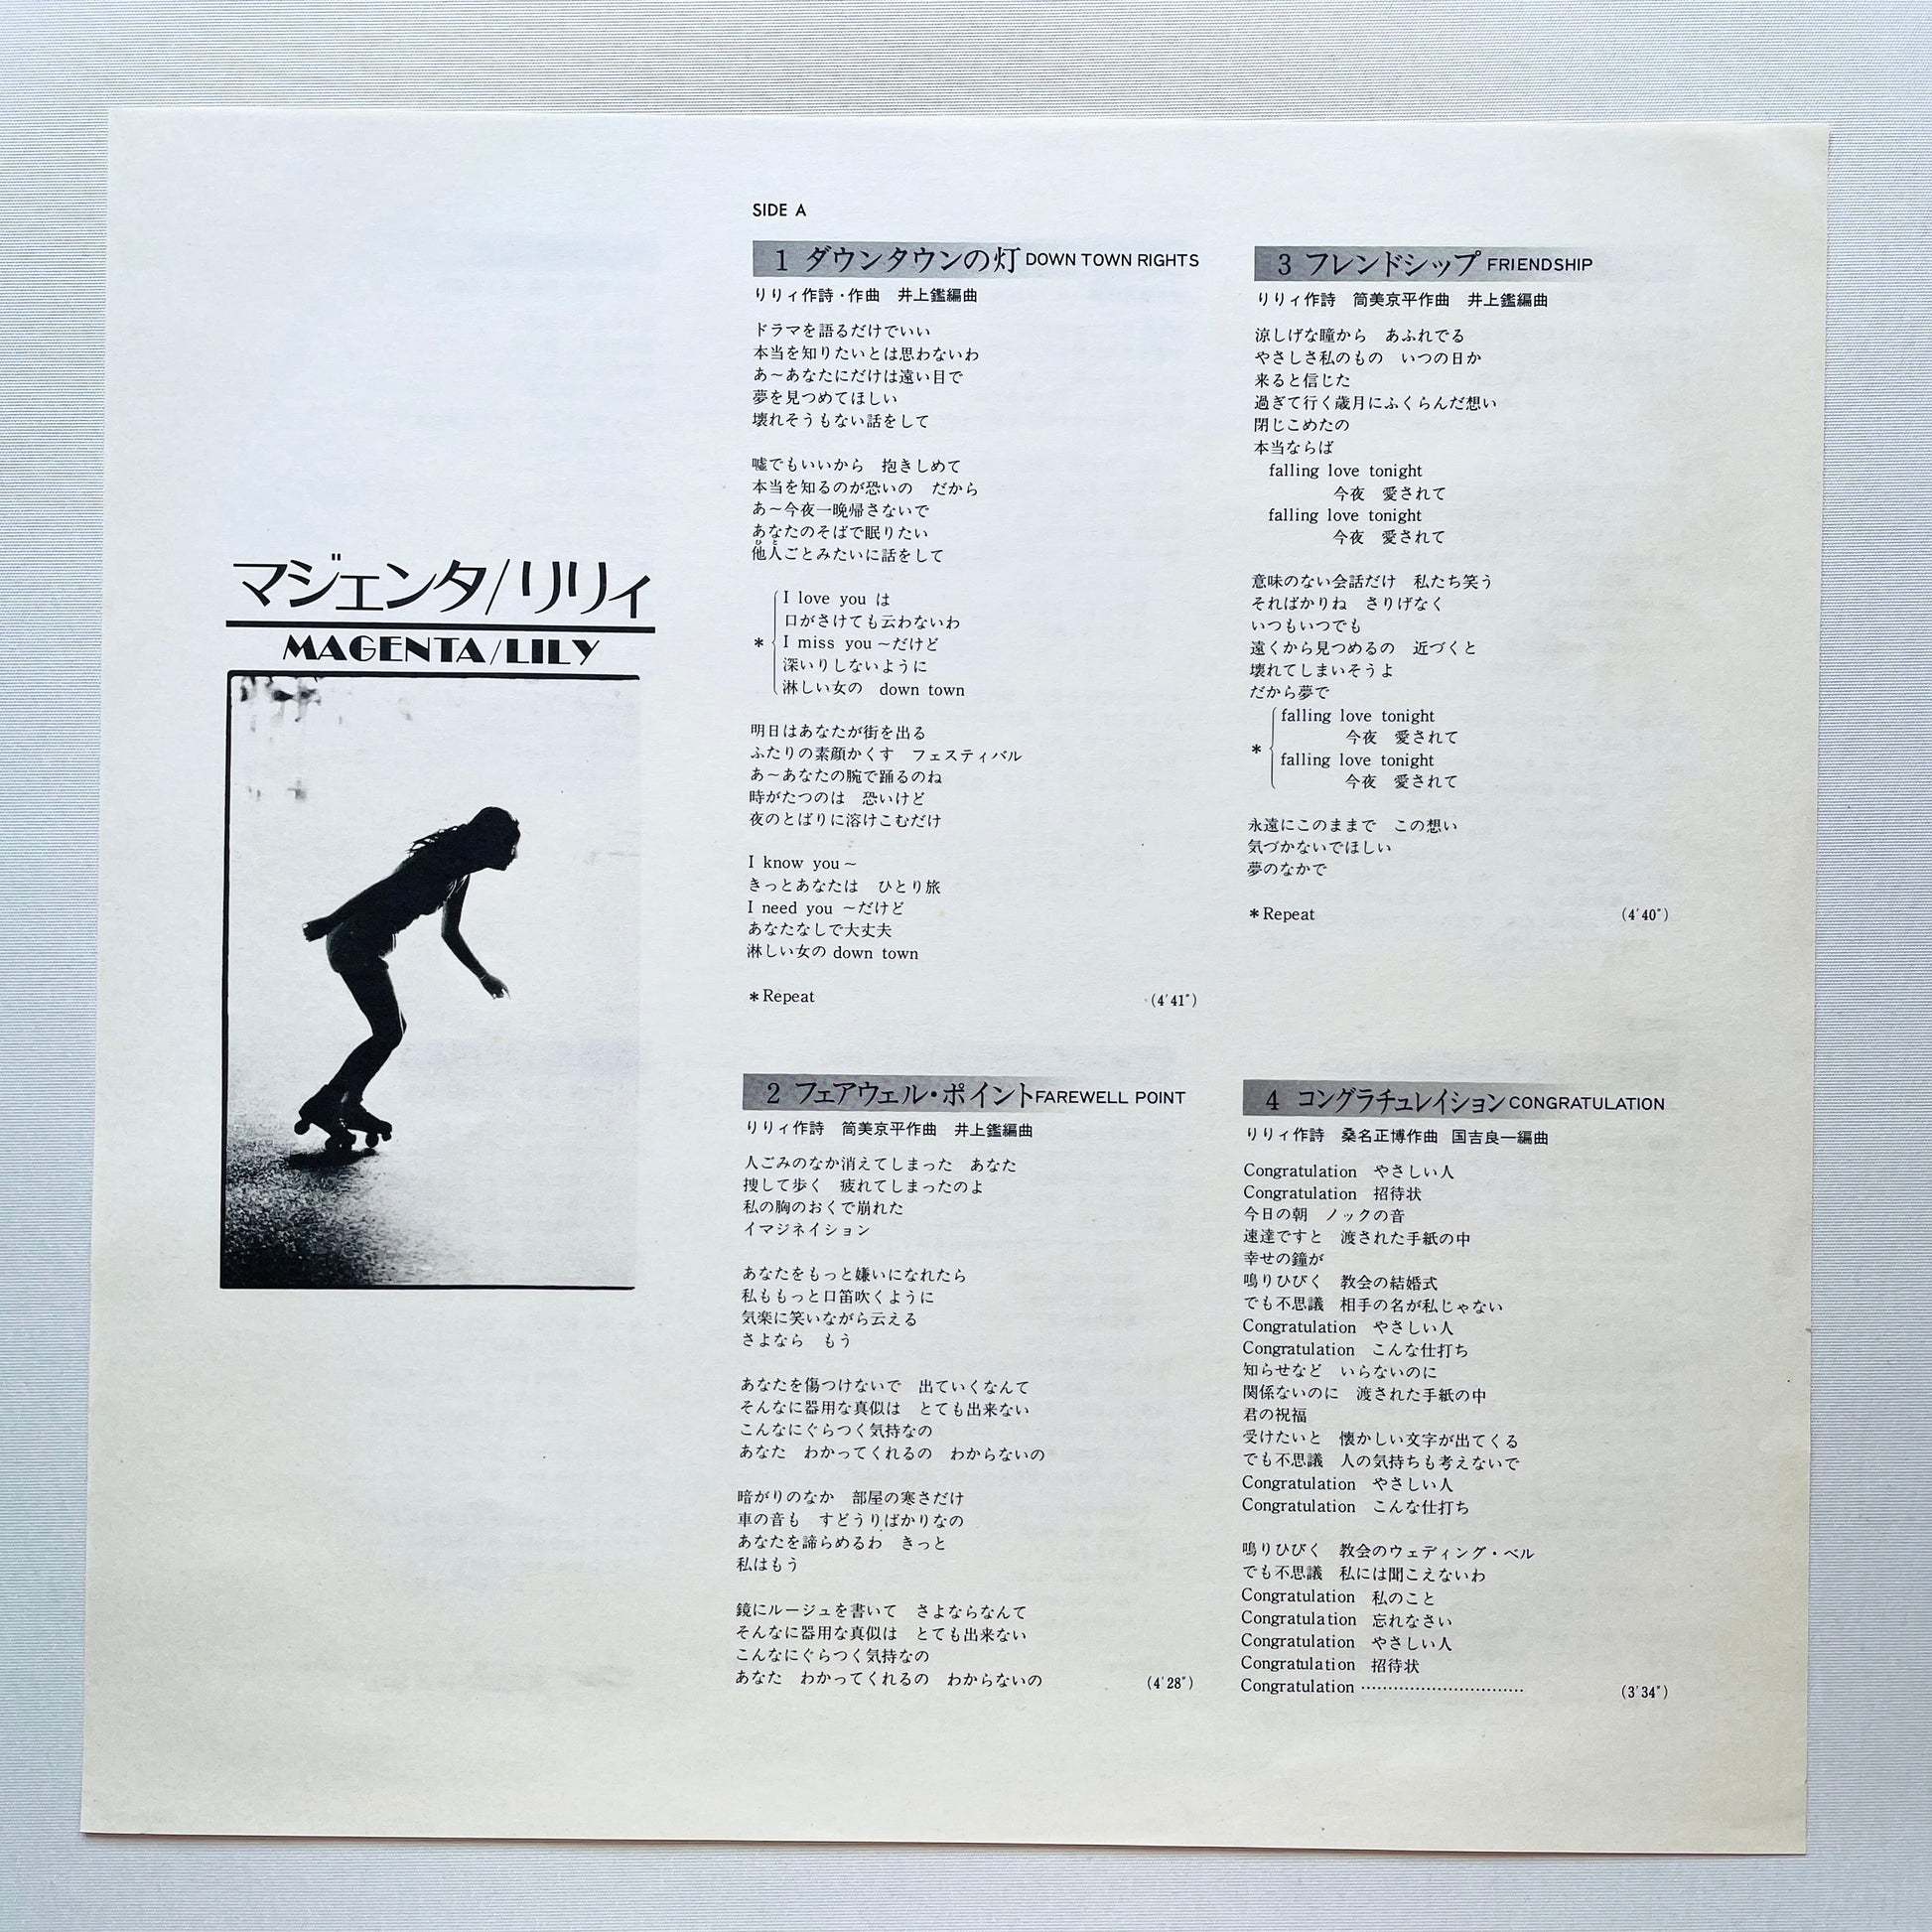 マジェンタ/りりィ
MAGENTA/LILY
SIDE A
1 ダウンタウンの灯 DOWN TOWN RIGHTS
りりィ作詩・作曲 井上鑑編曲
ドラマを語るだけでいい
本当を知りたいとは思わないわ
あ〜あなたにだけは遠い目で
夢を見つめてほしい
壊れそうもない話をして
嘘でもいいから 抱きしめて
本当を知るのが恐いの だから
あ〜今夜一晩帰さないで
あなたのそばで眠りたい
ひと
他人ごとみたいに話をして
I love you は
口がさけても云わないわ
* I miss you〜だけど
深いりしないように
淋しい女の down town
明日はあなたが街を出る
ふたりの素顔かくす フェスティバル
あ〜あなたの腕で踊るのね
時がたつのは 恐いけど
夜のとばりに溶けこむだけ
I know you〜
きっとあなたは ひとり旅
I need you 〜だけど
あなたなしで大丈夫
淋しい女の down town
*Repeat (4'41")
2 フェアウェル・ポイント FAREWELL POINT
りりィ作詩 筒美京平作曲 井上鑑編曲
人ごみのなか消えてしまった あなた
捜して歩く 疲れてしまったのよ
私の胸のおくで崩れた
イマジネイション
あなたをもっと嫌いになれたら
私ももっと口笛吹くように
気楽に笑いながら云える
さよなら もう
あなたを傷つけないで 出ていくなんて
そんなに器用な真似は とても出来ない
こんなにぐらつく気持なの
あなた わかってくれるの わからないの
暗がりのなか 部屋の寒さだけ
車の音も すどうりばかりなの
あなたを諦らめるわ きっと
私はもう
鏡にルージュを書いて さよならなんて
そんなに器用な真似は とても出来ない
こんなにぐらつく気持なの
あなた わかってくれるの わからないの (4'28")
3 フレンドシップ FRIENDSHIP
りりィ作詩 筒美京平作曲 井上鑑編曲
涼しげな瞳から あふれでる
やさしさ私のもの いつの日か
来ると信じた
過ぎて行く歳月にふくらんだ想い
閉じこめたの
本当ならば
falling love tonight
今夜 愛されて
falling love tonight
今夜 愛されて
意味のない会話だけ 私たち笑う
そればかりね さりげなく
いつもいつでも
遠くから見つめるの 近づくと
壊れてしまいそうよ
だから夢で
falling love tonight
* 今夜 愛されて
falling love tonight
今夜 愛されて
永遠にこのままで この想い
気づかないでほしい
夢のなかで
*Repeat (4'40")
4 コングラチュレイション CONGRATULATION
りりィ作詩 桑名正博作曲 国吉良一編曲
Congratulation やさしい人
Congratulation 招待状
今日の朝 ノックの音
速達ですと 渡された手紙の中
幸せの鐘が
鳴りひびく 教会の結婚式
でも不思議 相手の名が私じゃない
Congratulation やさしい人
Congratulation こんな仕打ち
知らせなど いらないのに
関係ないのに 渡された手紙の中
君の祝福
受けたいと 懐かしい文字が出てくる
でも不思議 人の気持ちも考えないで
Congratulation やさしい人
Congratulation こんな仕打ち
鳴りひびく 教会のウェディング・ベル
でも不思議 私には聞こえないわ
Congratulation 私のこと
Congratulation 忘れなさい
Congratulation やさしい人
Congratulation 招待状
Congratulation ………………………… (3'34")